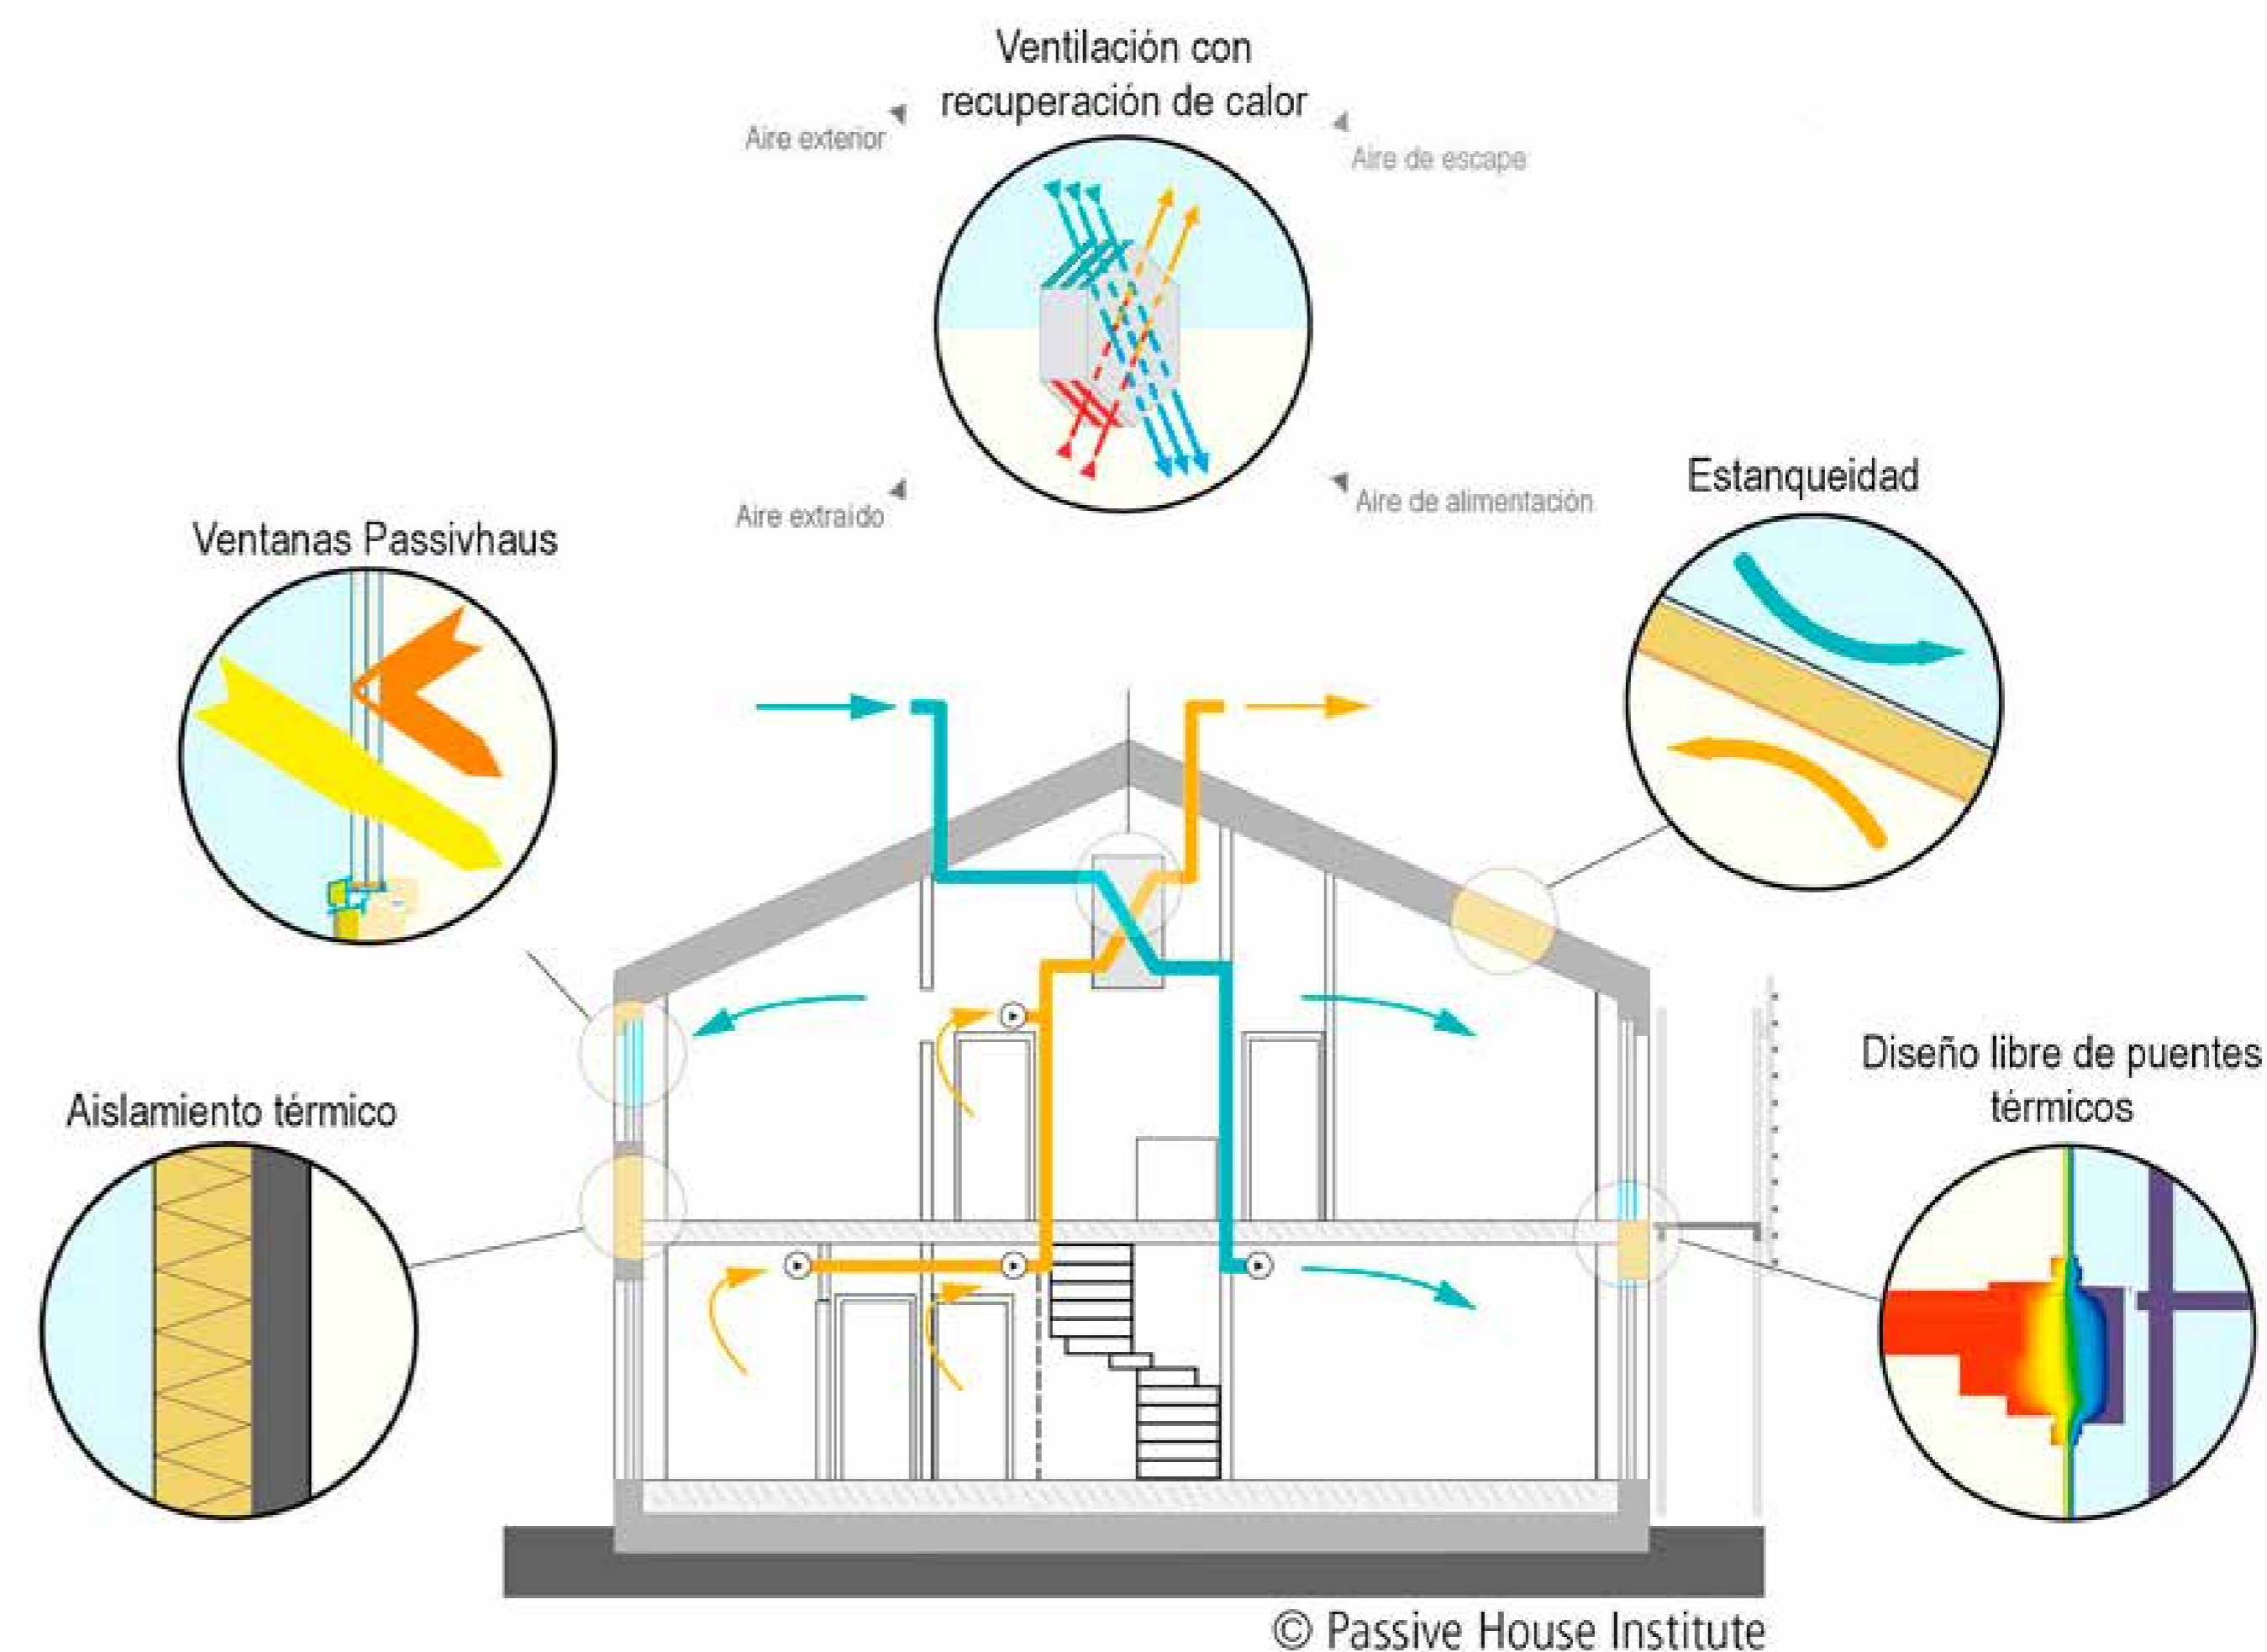 Ventilación con
recuperación de calor
Aire exterior
Aire de escape
Aire extraído
Aire de alimentación
Estanqueidad
Ventanas Passivhaus
Diseño libre de puentes
térmicos
Aislamiento térmico
© Passive House Institute